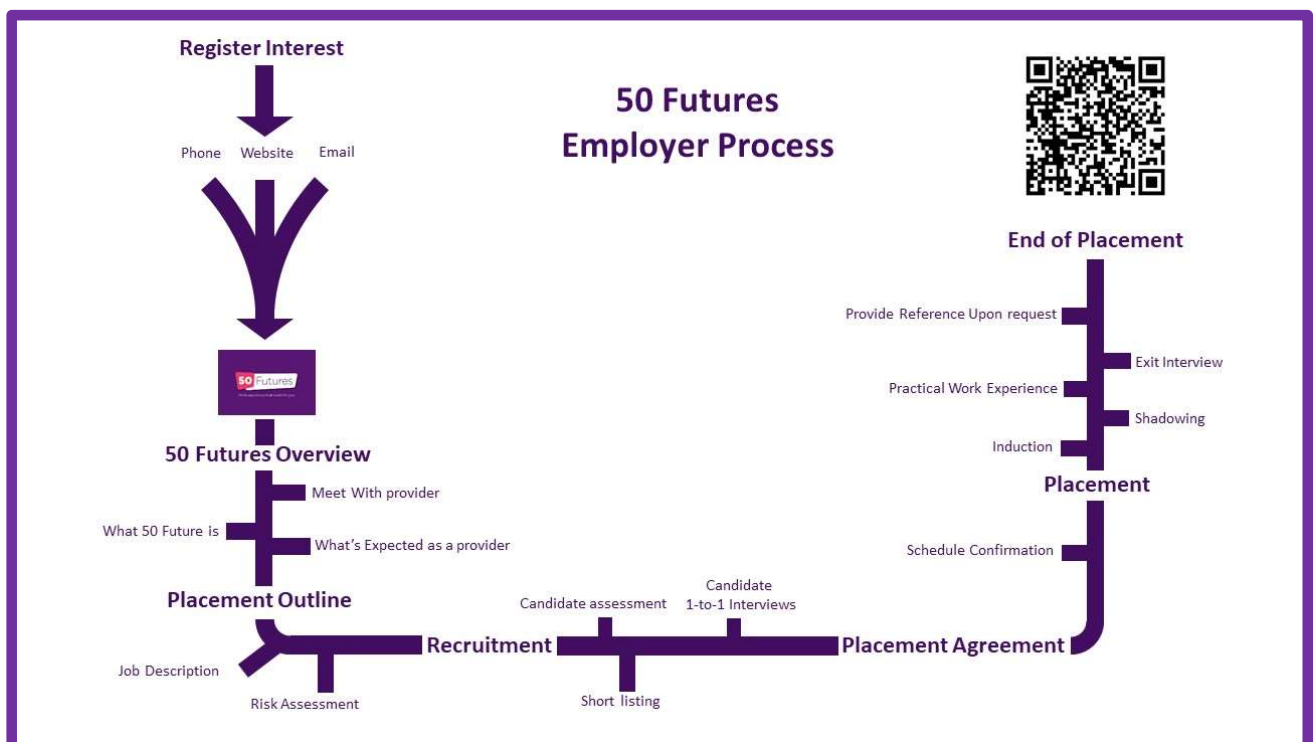 Register Interest
50 Futures
Employer Process
Phone Website Email
50 Futures
50 Futures Overview
Meet With provider
What 50 Future is
What's Expected as a provider
Placement Outline
Job Description
Risk Assessment
Recruitment
Candidate assessment
Short listing
Candidate
1-to-1 Interviews
Placement Agreement
Schedule Confirmation
Placement
Induction
Shadowing
Practical Work Experience
Exit Interview
Provide Reference Upon request
End of Placement